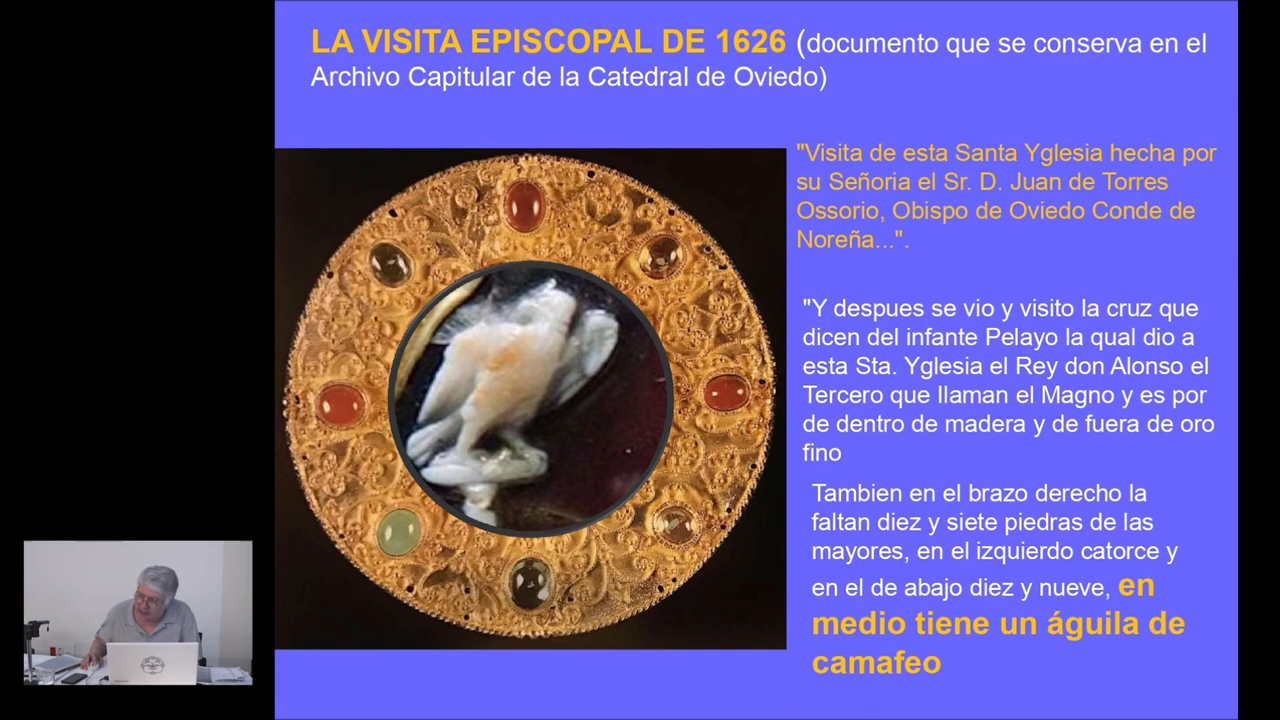 LA VISITA EPISCOPAL DE 1626 (documento que se conserva en el
Archivo Capitular de la Catedral de Oviedo)
"Visita de esta Santa Yglesia hecha por
su Señoria el Sr. D. Juan de Torres
Ossorio, Obispo de Oviedo Conde de
Noreña...".
"Y despues se vio y visito la cruz que
dicen del infante Pelayo la qual dio a
esta Sta. Yglesia el Rey don Alonso el
Tercero que llaman el Magno y es por
de dentro de madera y de fuera de oro
fino
Tambien en el brazo derecho la
faltan diez y siete piedras de las
mayores, en el izquierdo catorce y
en el de abajo diez y nueve, en
medio tiene un águila de
camafeo